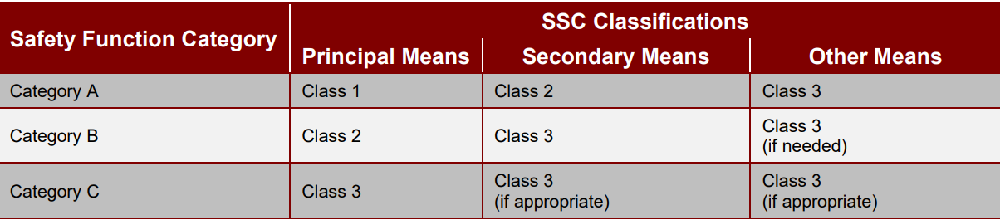 Safety Function Category
SSC Classifications
Principal Means
Secondary Means
Other Means
Category A
Class 1
Class 2
Class 3
Category B
Class 2
Class 3
Class 3
(if needed)
Category C
Class 3
Class 3
(if appropriate)
Class 3
(if appropriate)